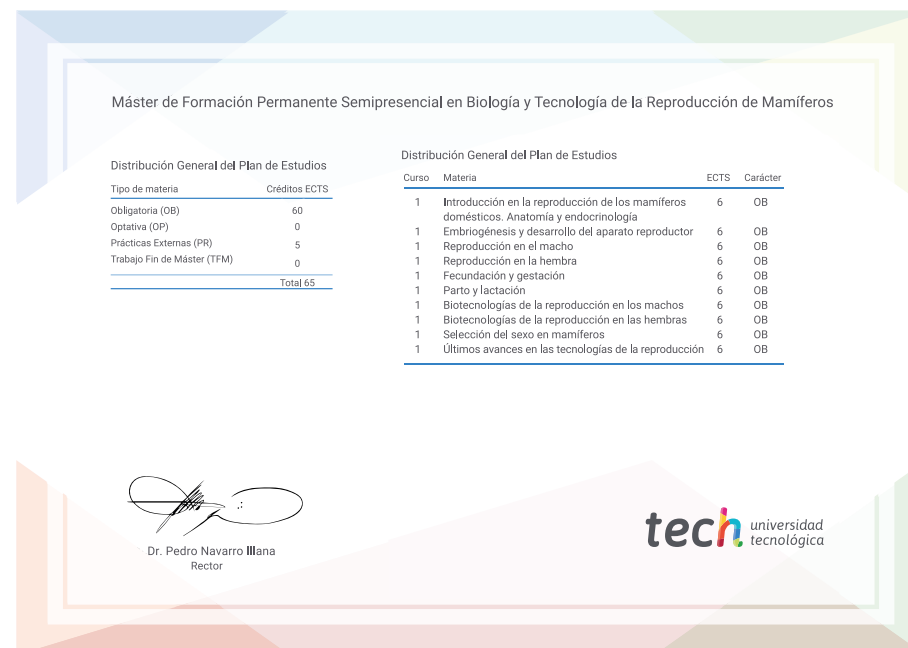 Máster de Formación Permanente Semipresencial en Biología y Tecnología de la Reproducción de Mamíferos
Distribución General del Plan de Estudios
Tipo de materia Créditos ECTS
Obligatoria (OB) 60
Optativa (OP) 0
Prácticas Externas (PR) 5
Trabajo Fin de Máster (TFM) 0
Total 65
Distribución General del Plan de Estudios
Curso Materia ECTS Carácter
1 Introducción en la reproducción de los mamíferos 6 OB
domésticos. Anatomía y endocrinología
1 Embriogénesis y desarrollo del aparato reproductor 6 OB
1 Reproducción en el macho 6 OB
1 Reproducción en la hembra 6 OB
1 Fecundación y gestación 6 OB
1 Parto y lactación 6 OB
1 Biotecnologías de la reproducción en los machos 6 OB
1 Biotecnologías de la reproducción en las hembras 6 OB
1 Selección del sexo en mamíferos 6 OB
1 Últimos avances en las tecnologías de la reproducción 6 OB
Dr. Pedro Navarro Illana
Rector
tech universidad
tecnológica